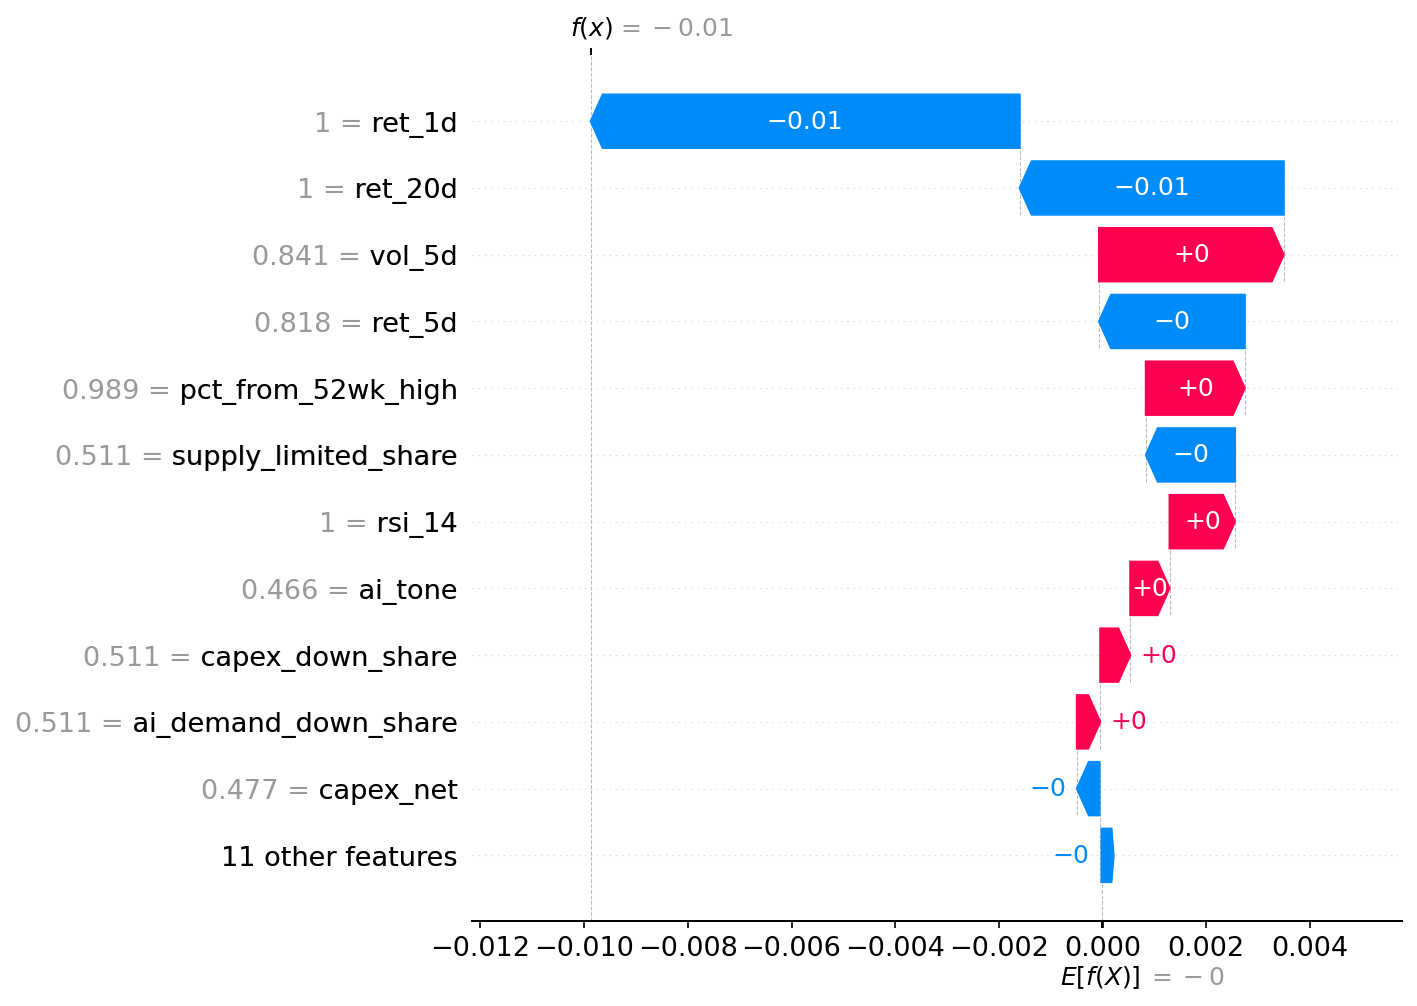 f(x) = −0.01
1 = ret_1d −0.01
1 = ret_20d −0.01
0.841 = vol_5d +0
0.818 = ret_5d −0
0.989 = pct_from_52wk_high +0
0.511 = supply_limited_share −0
1 = rsi_14 +0
0.466 = ai_tone +0
0.511 = capex_down_share +0
0.511 = ai_demand_down_share +0
0.477 = capex_net −0
11 other features −0
−0.012 −0.010 −0.008 −0.006 −0.004 −0.002 0.000 0.002 0.004
E[f(X)] = −0